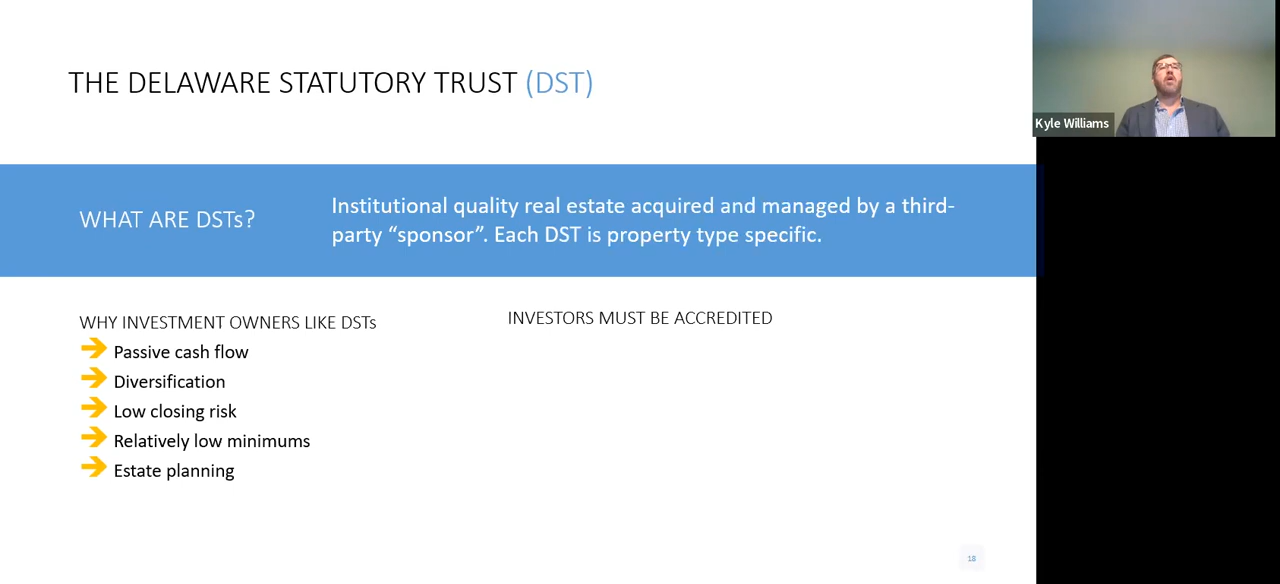 THE DELAWARE STATUTORY TRUST (DST)
Kyle Williams
WHAT ARE DSTs?
Institutional quality real estate acquired and managed by a third-
party “sponsor”. Each DST is property type specific.
WHY INVESTMENT OWNERS LIKE DSTs
Passive cash flow
Diversification
Low closing risk
Relatively low minimums
Estate planning
INVESTORS MUST BE ACCREDITED
18